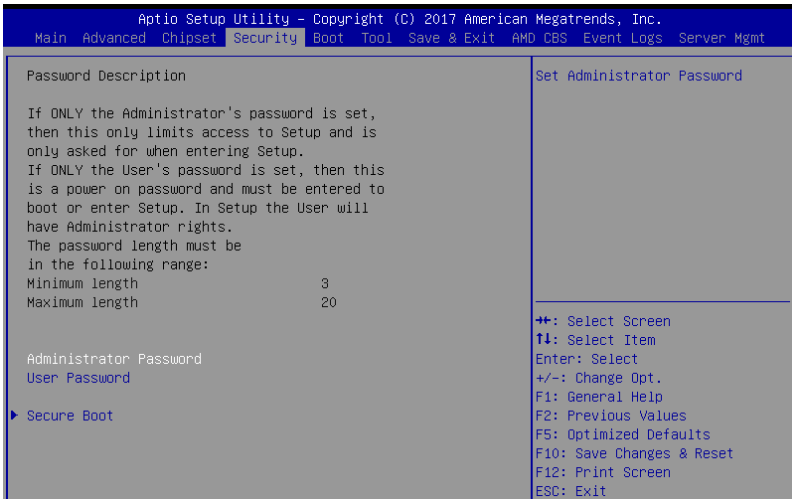 Aptio Setup Utility – Copyright (C) 2017 American Megatrends, Inc.
Main Advanced Chipset Security Boot Tool Save & Exit AMD CBS Event Logs Server Mgmt
Password Description
If ONLY the Administrator's password is set,
then this only limits access to Setup and is
only asked for when entering Setup.
If ONLY the User's password is set, then this
is a power on password and must be entered to
boot or enter Setup. In Setup the User will
have Administrator rights.
The password length must be
in the following range:
Minimum length 3
Maximum length 20
Administrator Password
User Password
Secure Boot
Set Administrator Password
→←: Select Screen
↑↓: Select Item
Enter: Select
+/-: Change Opt.
F1: General Help
F2: Previous Values
F5: Optimized Defaults
F10: Save Changes & Reset
F12: Print Screen
ESC: Exit